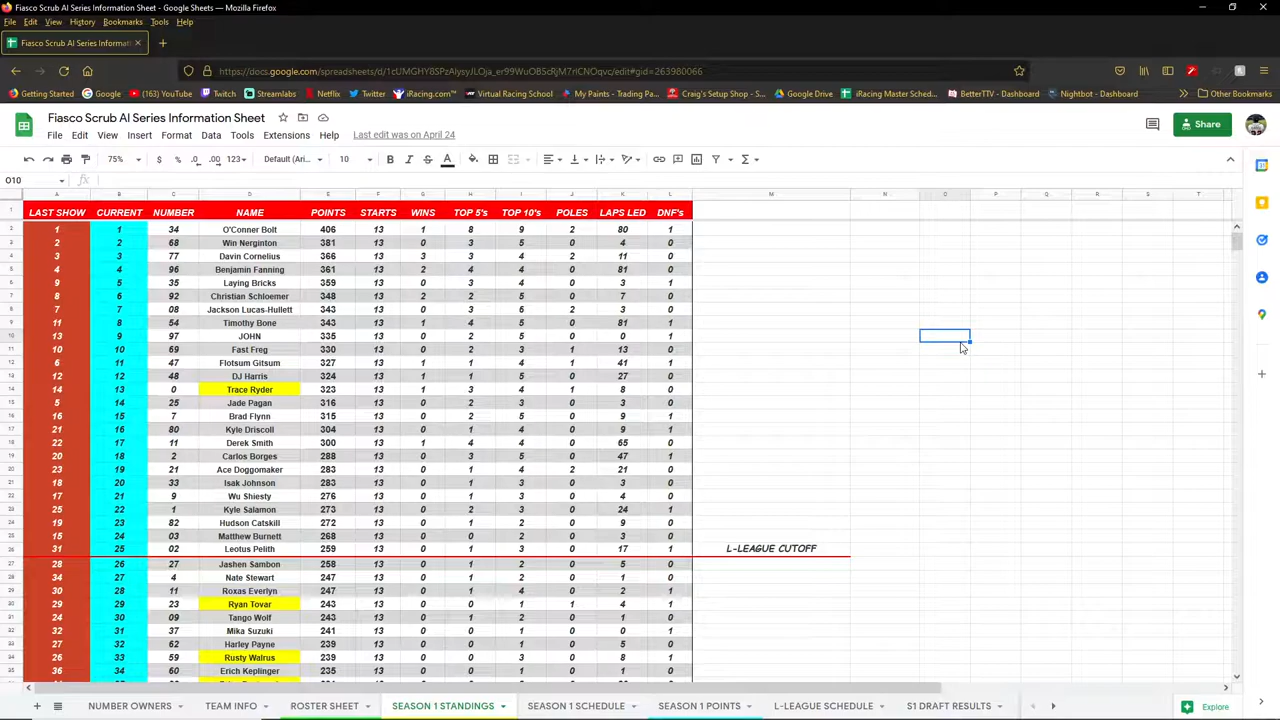 Fiasco Scrub AI Series Information Sheet - Google Sheets — Mozilla Firefox
File Edit View History Bookmarks Tools Help
Fiasco Scrub AI Series Informati
Getting Started Google (163) YouTube Twitch Streamlabs Netflix Twitter iRacing.com™ Virtual Racing School My Paints - Trading Pa... Craig's Setup Shop - ... iRacing Master Sched... BetterTTV - Dashboard Nightbot - Dashboard Other Bookmarks
Fiasco Scrub AI Series Information Sheet
File Edit View Insert Format Data Tools Extensions Help Last edit was on April 24
Share
75% $ % .0 .00 123 Default (Ari... 10 B I S A
O10
A B C D E F G H I J K L M N O P Q R S T
LAST SHOW CURRENT NUMBER NAME POINTS STARTS WINS TOP 5's TOP 10's POLES LAPS LED DNF's
1 1 34 O'Conner Bolt 406 13 1 8 9 2 80 1
2 2 68 Win Nerginton 381 13 0 3 5 0 4 0
3 3 77 Davin Cornelius 366 13 3 3 4 2 11 0
4 4 96 Benjamin Fanning 361 13 2 4 4 0 81 0
9 5 35 Laying Bricks 359 13 0 3 4 0 3 1
8 6 92 Christian Schloemer 348 13 2 2 5 0 7 0
7 7 08 Jackson Lucas-Hullett 343 13 0 3 6 2 3 0
11 8 54 Timothy Bone 343 13 1 4 5 0 81 1
13 9 97 JOHN 335 13 0 2 5 0 0 1
10 10 69 Fast Freg 330 13 0 2 3 1 13 0
6 11 47 Flotsum Gitsum 327 13 1 2 4 1 41 1
12 12 48 DJ Harris 324 13 1 3 5 0 27 0
14 13 0 Trace Ryder 323 13 1 3 4 1 8 0
5 14 25 Jade Pagan 316 13 0 2 3 0 3 0
16 15 7 Brad Flynn 315 13 0 2 5 0 9 1
21 16 80 Kyle Driscoll 304 13 0 1 4 0 9 1
22 17 11 Derek Smith 300 13 1 4 4 0 65 0
20 18 2 Carlos Borges 288 13 0 3 5 0 47 1
23 19 21 Ace Doggomaker 283 13 0 1 4 2 21 0
18 20 33 Isak Johnson 283 13 0 1 3 0 3 0
17 21 9 Wu Shiesty 276 13 0 1 3 0 4 0
25 22 1 Kyle Salamon 273 13 0 2 3 0 24 1
19 23 82 Hudson Catskill 272 13 0 1 2 0 9 0
15 24 03 Matthew Burnett 268 13 0 0 2 0 3 0
31 25 02 Leotus Pelith 259 13 0 1 3 0 17 1 L-LEAGUE CUTOFF
28 26 27 Jashen Sambon 258 13 0 1 2 0 5 0
34 27 4 Nate Stewart 247 13 0 1 2 0 1 0
30 28 11 Roxas Everlyn 247 13 0 1 4 0 2 1
29 29 23 Ryan Tovar 243 13 0 0 1 1 4 1
24 30 09 Tango Wolf 243 13 0 1 2 0 1 0
32 31 37 Mika Suzuki 241 13 0 0 1 0 0 1
27 32 62 Harley Payne 239 13 0 0 1 0 5 0
26 33 59 Rusty Walrus 239 13 0 0 3 0 8 1
36 34 60 Erich Keplinger 235 13 0 0 1 0 1 0
NUMBER OWNERS TEAM INFO ROSTER SHEET SEASON 1 STANDINGS SEASON 1 SCHEDULE SEASON 1 POINTS L-LEAGUE SCHEDULE S1 DRAFT RESULTS Explore